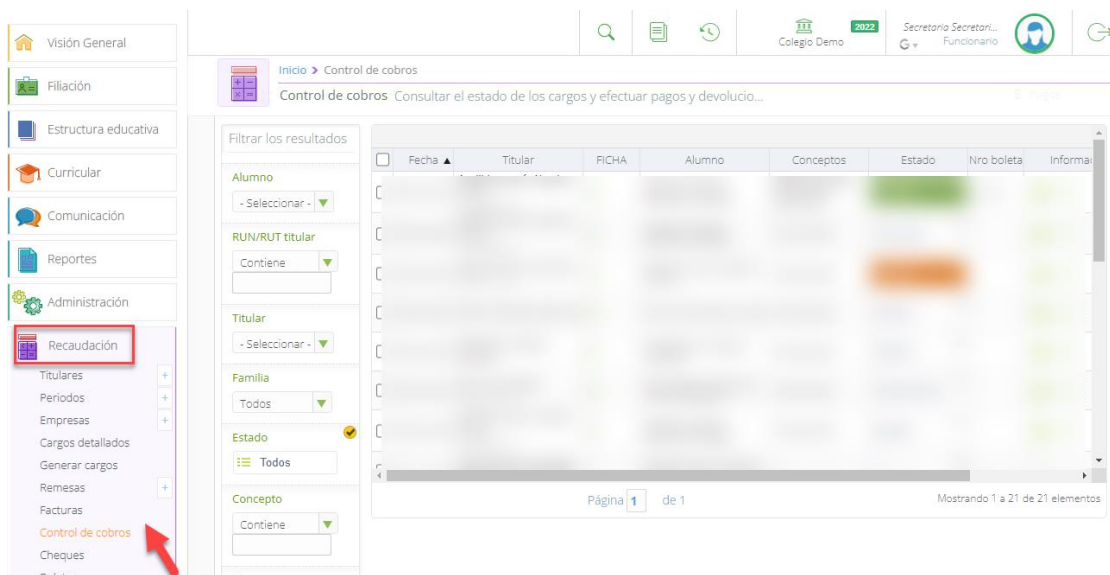 Visión General
Filiación
Estructura educativa
Curricular
Comunicación
Reportes
Administración
Recaudación
Titulares +
Periodos +
Empresas +
Cargos detallados
Generar cargos
Remesas +
Facturas
Control de cobros
Cheques
Colegio Demo
2022
Secretaria Secretari...
G
Funcionario
Inicio > Control de cobros
Control de cobros Consultar el estado de los cargos y efectuar pagos y devolucio...
Filtrar los resultados
Alumno
- Seleccionar -
RUN/RUT titular
Contiene
Titular
- Seleccionar -
Familia
Todos
Estado
Todos
Concepto
Contiene
Fecha ▲ Titular FICHA Alumno Conceptos Estado Nro boleta Informa
Página 1 de 1
Mostrando 1 a 21 de 21 elementos